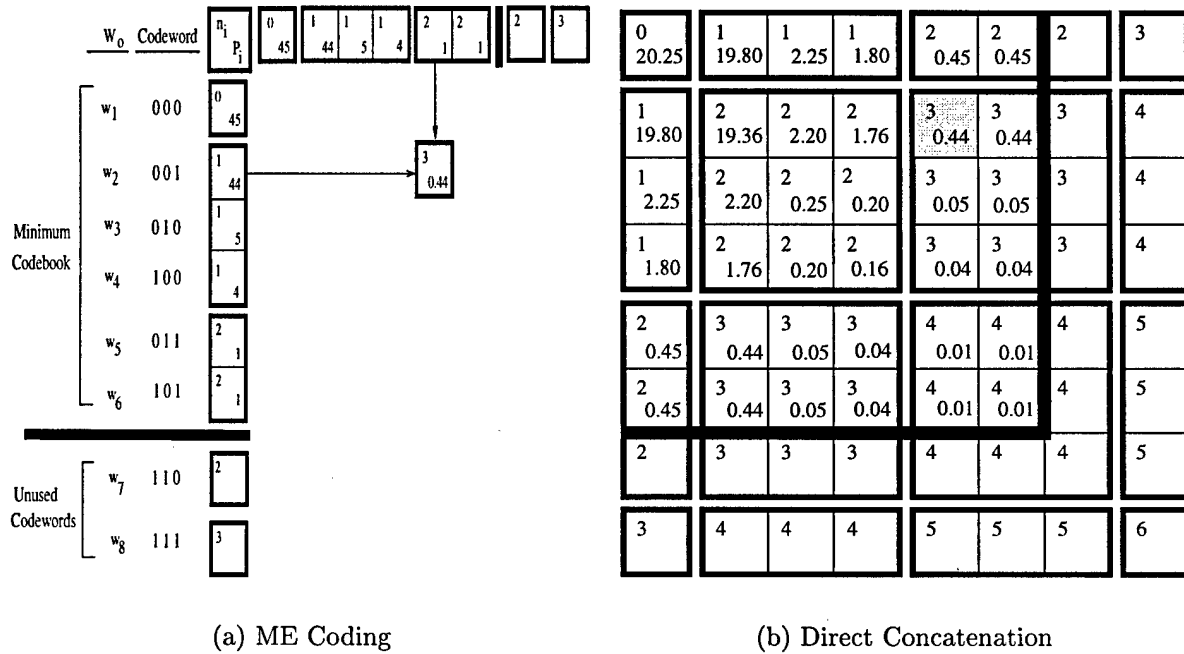 W₀ Codeword nᵢ Pᵢ 0 45 1 44 1 5 1 4 2 1 2 1 2 3
w₁ 000 0 45
w₂ 001 1 44 3 0.44
w₃ 010 1 5
Minimum Codebook
w₄ 100 1 4
w₅ 011 2 1
w₆ 101 2 1
w₇ 110 2
Unused Codewords
w₈ 111 3
(a) ME Coding
0 1 1 1 2 2 2 3
20.25 19.80 2.25 1.80 0.45 0.45
1 2 2 2 3 3 3 4
19.80 19.36 2.20 1.76 0.44 0.44
1 2 2 2 3 3 3 4
2.25 2.20 0.25 0.20 0.05 0.05
1 2 2 2 3 3 3 4
1.80 1.76 0.20 0.16 0.04 0.04
2 3 3 3 4 4 4 5
0.45 0.44 0.05 0.04 0.01 0.01
2 3 3 3 4 4 4 5
0.45 0.44 0.05 0.04 0.01 0.01
2 3 3 3 4 4 4 5
3 4 4 4 5 5 5 6
(b) Direct Concatenation